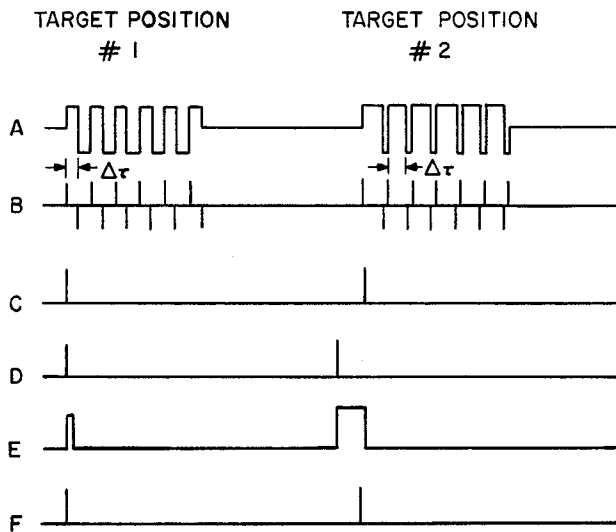 TARGET POSITION
# 1
TARGET POSITION
# 2
A
Δτ
Δτ
B
C
D
E
F